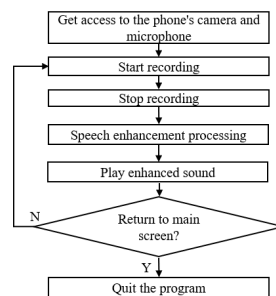 Get access to the phone's camera and
microphone
Start recording
Stop recording
Speech enhancement processing
Play enhanced sound
N
Return to main
screen?
Y
Quit the program